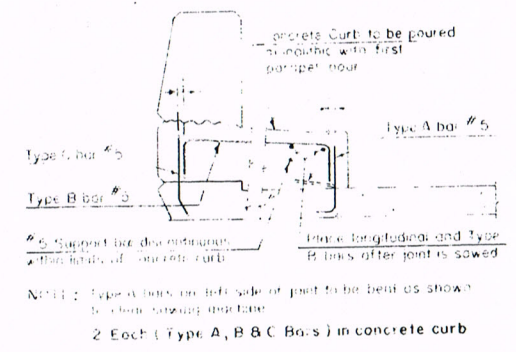 Concrete Curb to be poured
monolithic with first
parapet pour
Type A bar #5
Type C bar #5
Type B bar #5
#5 Support bar discontinuous
within limits of concrete curb
Place longitudinal and Type
B bars after joint is sawed
NOTE: Type A bars on left side of joint to be bent as shown
to clear sawing machine
2 Each (Type A, B & C Bars) in concrete curb